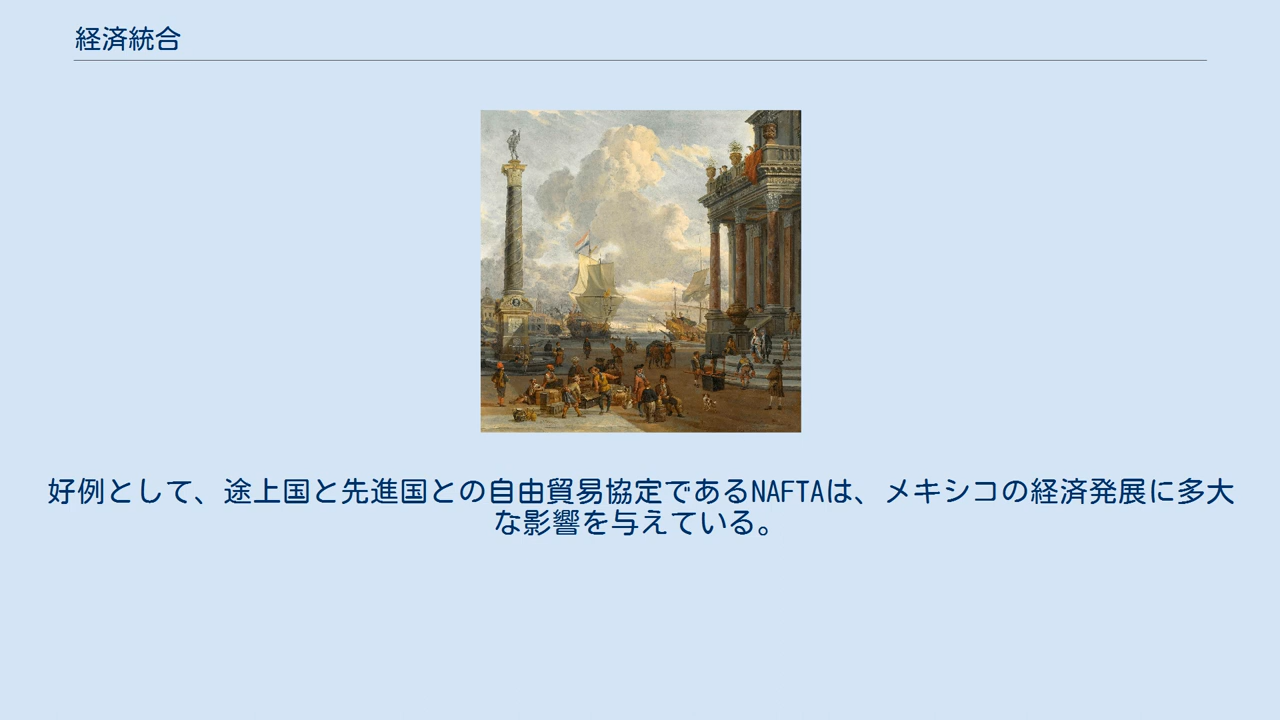 経済統合
好例として、途上国と先進国との自由貿易協定であるNAFTAは、メキシコの経済発展に多大
な影響を与えている。